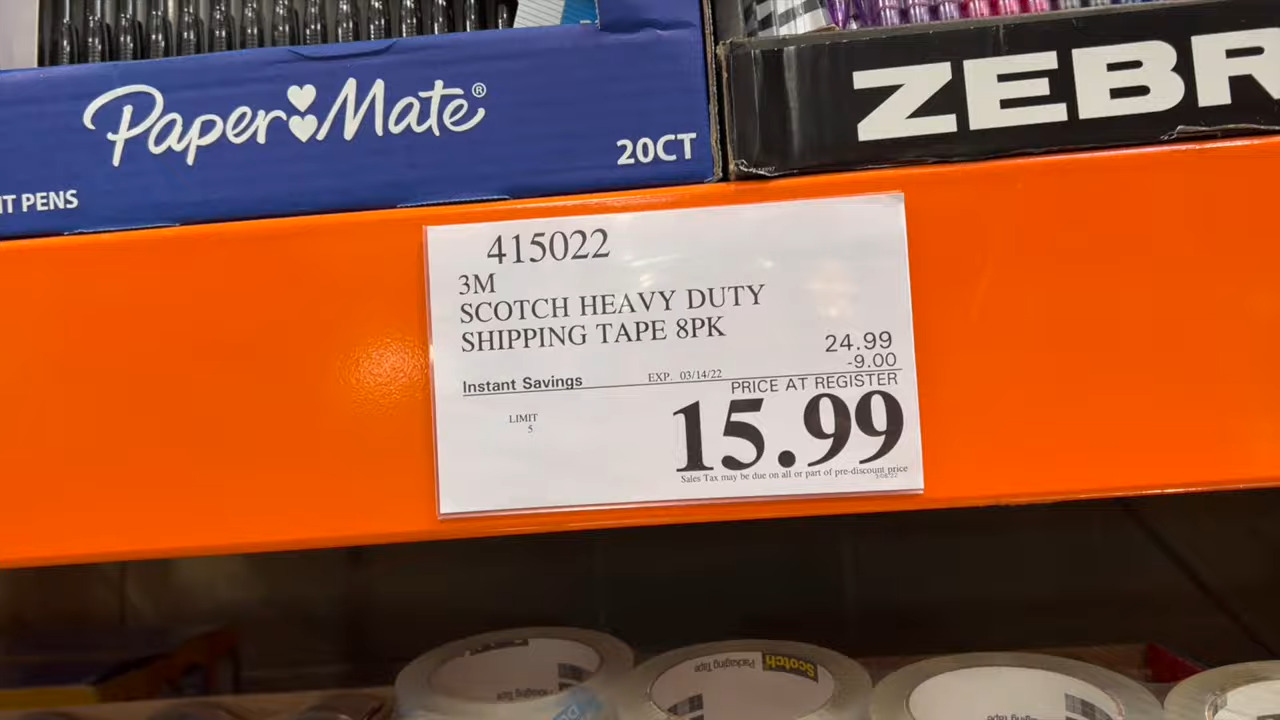 Paper Mate®
20CT
PENS
ZEBR
415022
3M
SCOTCH HEAVY DUTY
SHIPPING TAPE 8PK
24.99
-9.00
Instant Savings
EXP. 03/14/22
PRICE AT REGISTER
LIMIT
5
15.99
Sales Tax may be due on all or part of pre-discount price
Packaging Tape
Scotch